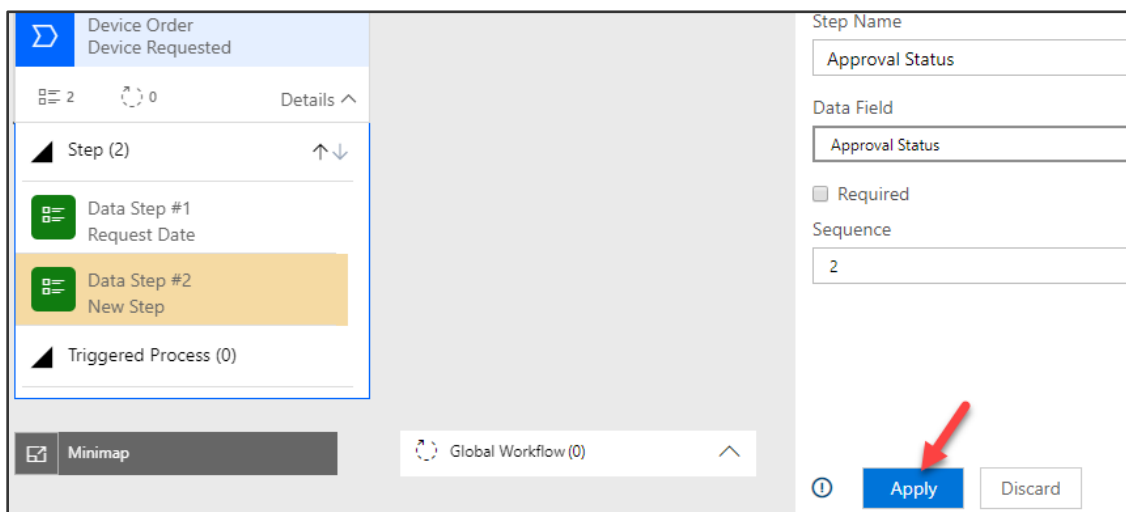 Device Order
Device Requested
2
0
Details
Step (2)
Data Step #1
Request Date
Data Step #2
New Step
Triggered Process (0)
Minimap
Global Workflow (0)
Step Name
Approval Status
Data Field
Approval Status
Required
Sequence
2
Apply
Discard